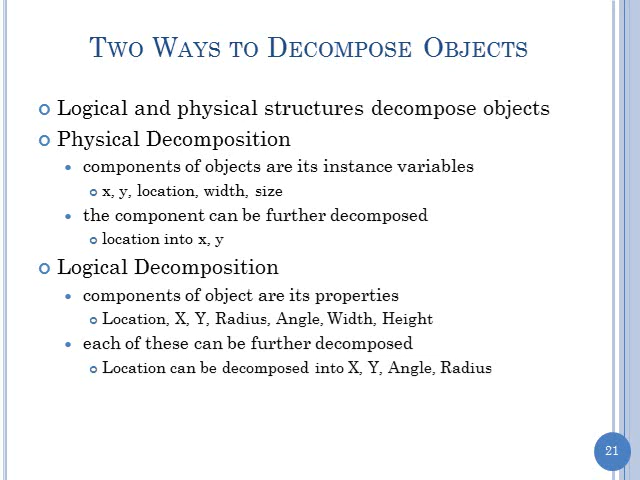 Two Ways to Decompose Objects
Logical and physical structures decompose objects
Physical Decomposition
components of objects are its instance variables
x, y, location, width, size
the component can be further decomposed
location into x, y
Logical Decomposition
components of object are its properties
Location, X, Y, Radius, Angle, Width, Height
each of these can be further decomposed
Location can be decomposed into X, Y, Angle, Radius
21